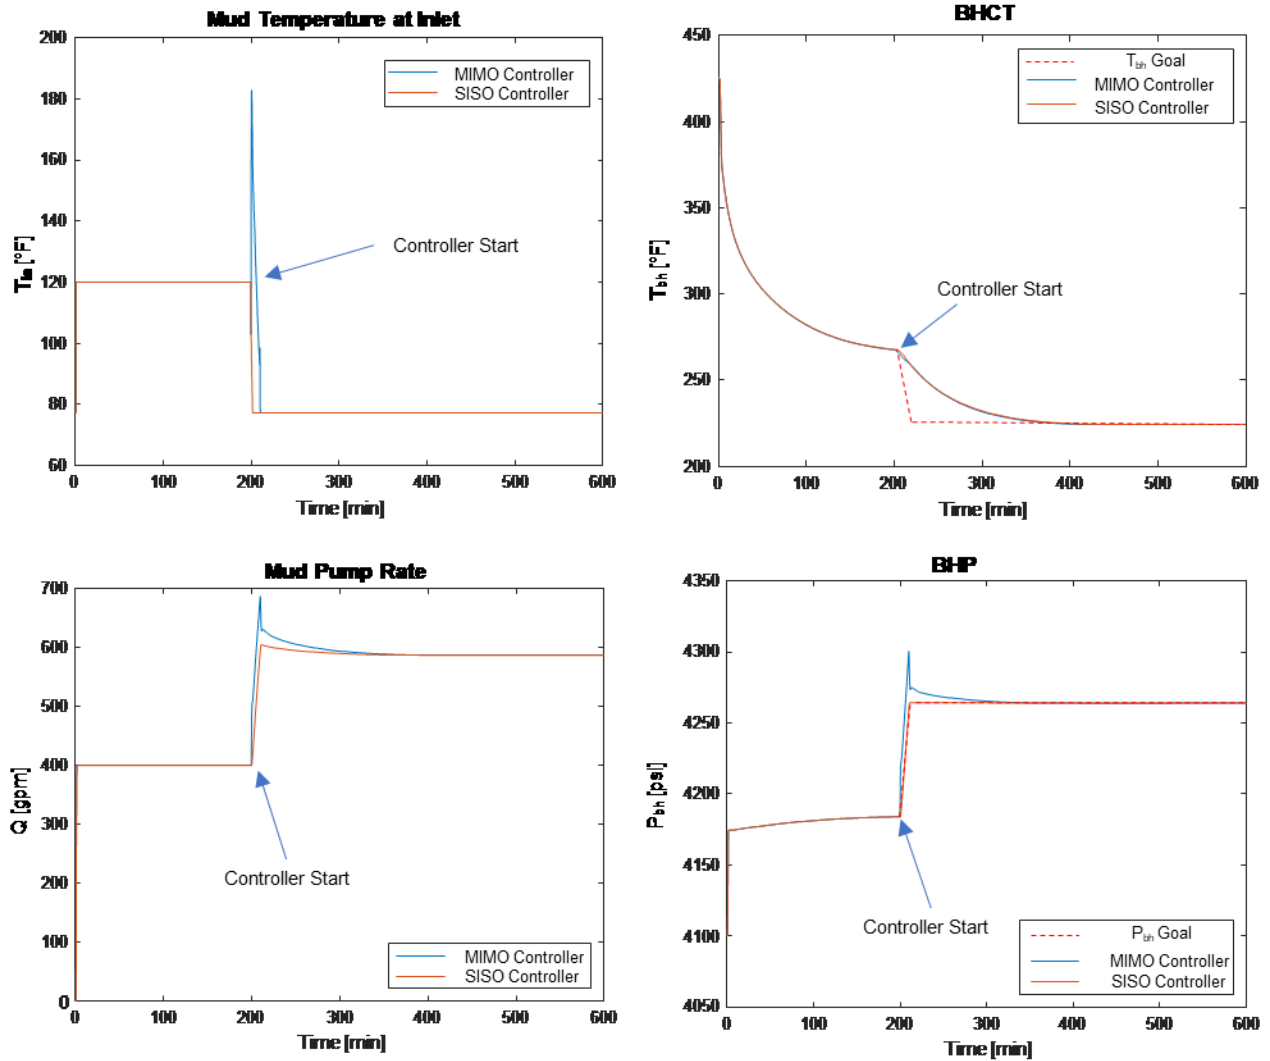 Mud Temperature at Inlet
200
180
160
140
120
100
80
60
T_in [°F]
MIMO Controller
SISO Controller
Controller Start
0 100 200 300 400 500 600
Time [min]
BHCT
450
400
350
300
250
200
T_bh [°F]
T_bh Goal
MIMO Controller
SISO Controller
Controller Start
0 100 200 300 400 500 600
Time [min]
Mud Pump Rate
700
600
500
400
300
200
100
0
Q [gpm]
Controller Start
MIMO Controller
SISO Controller
0 100 200 300 400 500 600
Time [min]
BHP
4350
4300
4250
4200
4150
4100
4050
P_bh [psi]
Controller Start
P_bh Goal
MIMO Controller
SISO Controller
0 100 200 300 400 500 600
Time [min]